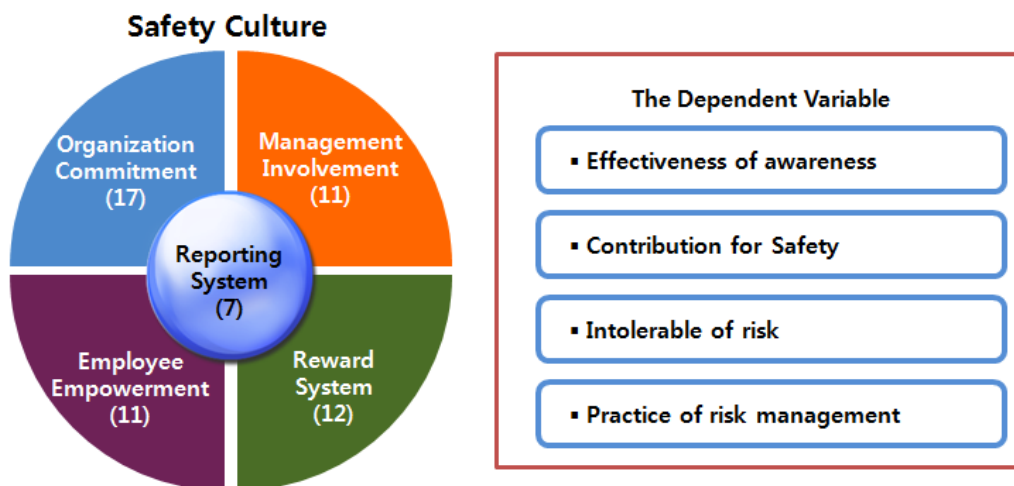 Safety Culture
Organization
Commitment
(17)
Management
Involvement
(11)
Reporting
System
(7)
Employee
Empowerment
(11)
Reward
System
(12)
The Dependent Variable
▪ Effectiveness of awareness
▪ Contribution for Safety
▪ Intolerable of risk
▪ Practice of risk management